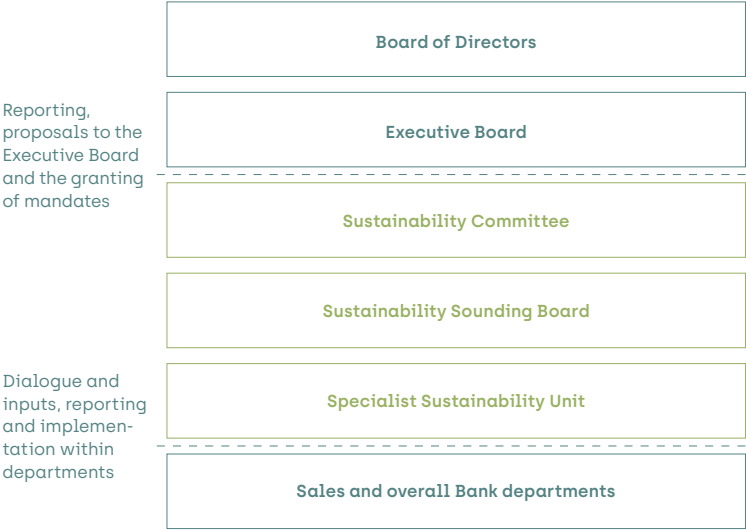 Board of Directors
Reporting,
proposals to the
Executive Board
and the granting
of mandates
Executive Board
Sustainability Committee
Sustainability Sounding Board
Dialogue and
inputs, reporting
and implemen-
tation within
departments
Specialist Sustainability Unit
Sales and overall Bank departments